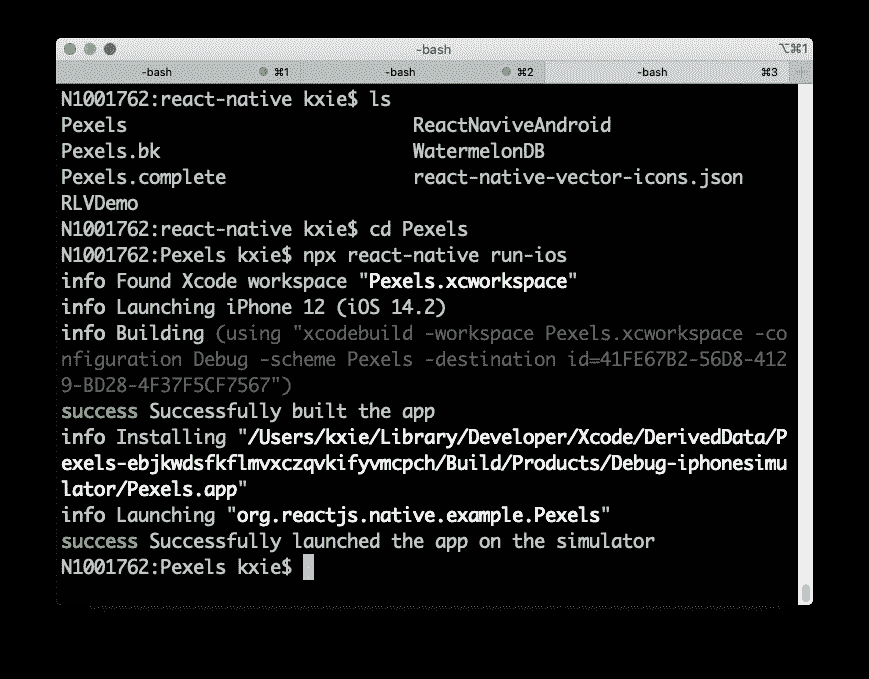 -bash
⌥⌘1
-bash ⌘1 -bash ⌘2 -bash ⌘3
N1001762:react-native kxie$ ls
Pexels ReactNaviveAndroid
Pexels.bk WatermelonDB
Pexels.complete react-native-vector-icons.json
RLVDemo
N1001762:react-native kxie$ cd Pexels
N1001762:Pexels kxie$ npx react-native run-ios
info Found Xcode workspace "Pexels.xcworkspace"
info Launching iPhone 12 (iOS 14.2)
info Building (using "xcodebuild -workspace Pexels.xcworkspace -co
nfiguration Debug -scheme Pexels -destination id=41FE67B2-56D8-412
9-BD28-4F37F5CF7567")
success Successfully built the app
info Installing "/Users/kxie/Library/Developer/Xcode/DerivedData/P
exels-ebjkwdsfkflmvxczqvkifyvmcpch/Build/Products/Debug-iphonesimu
lator/Pexels.app"
info Launching "org.reactjs.native.example.Pexels"
success Successfully launched the app on the simulator
N1001762:Pexels kxie$